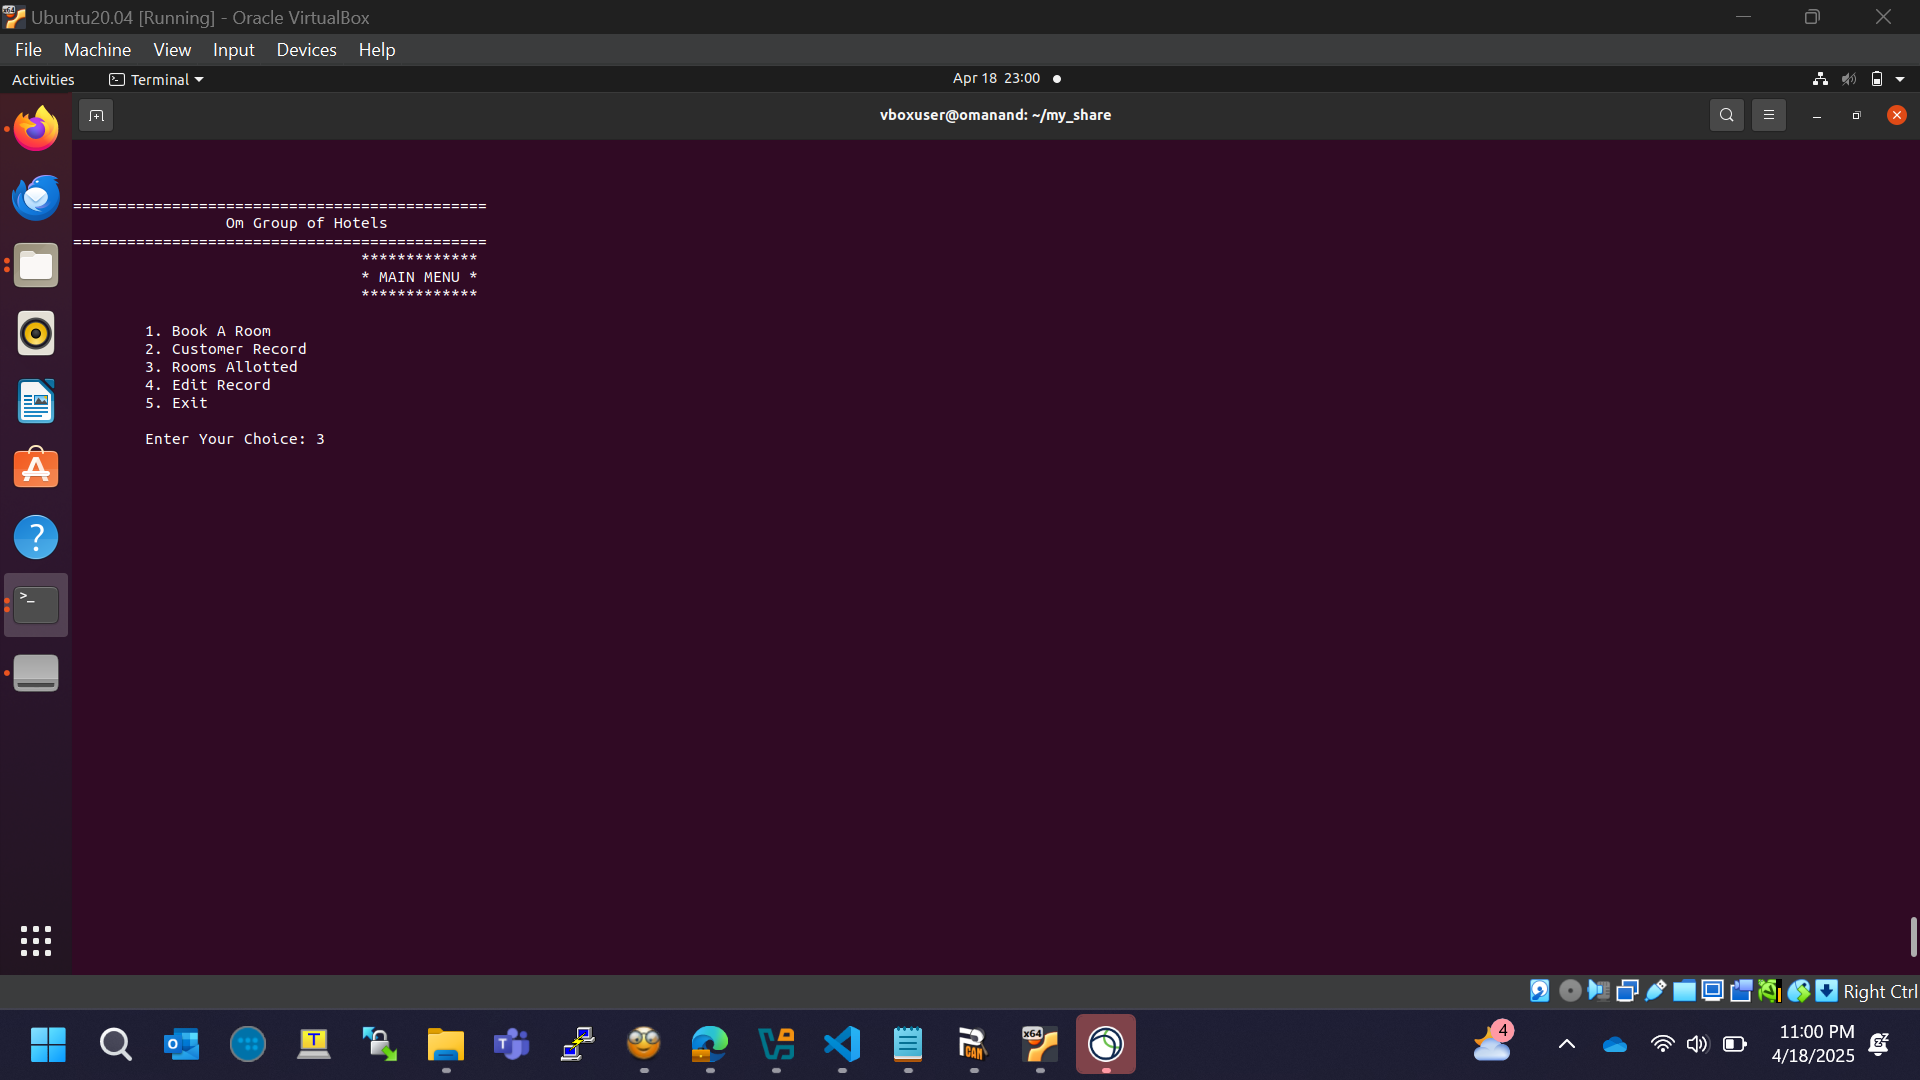 Ubuntu20.04 [Running] - Oracle VirtualBox
File Machine View Input Devices Help
Activities Terminal Apr 18 23:00
vboxuser@omanand: ~/my_share
==============================================
Om Group of Hotels
==============================================
*************
* MAIN MENU *
*************
1. Book A Room
2. Customer Record
3. Rooms Allotted
4. Edit Record
5. Exit
Enter Your Choice: 3
Right Ctrl
4
11:00 PM
4/18/2025